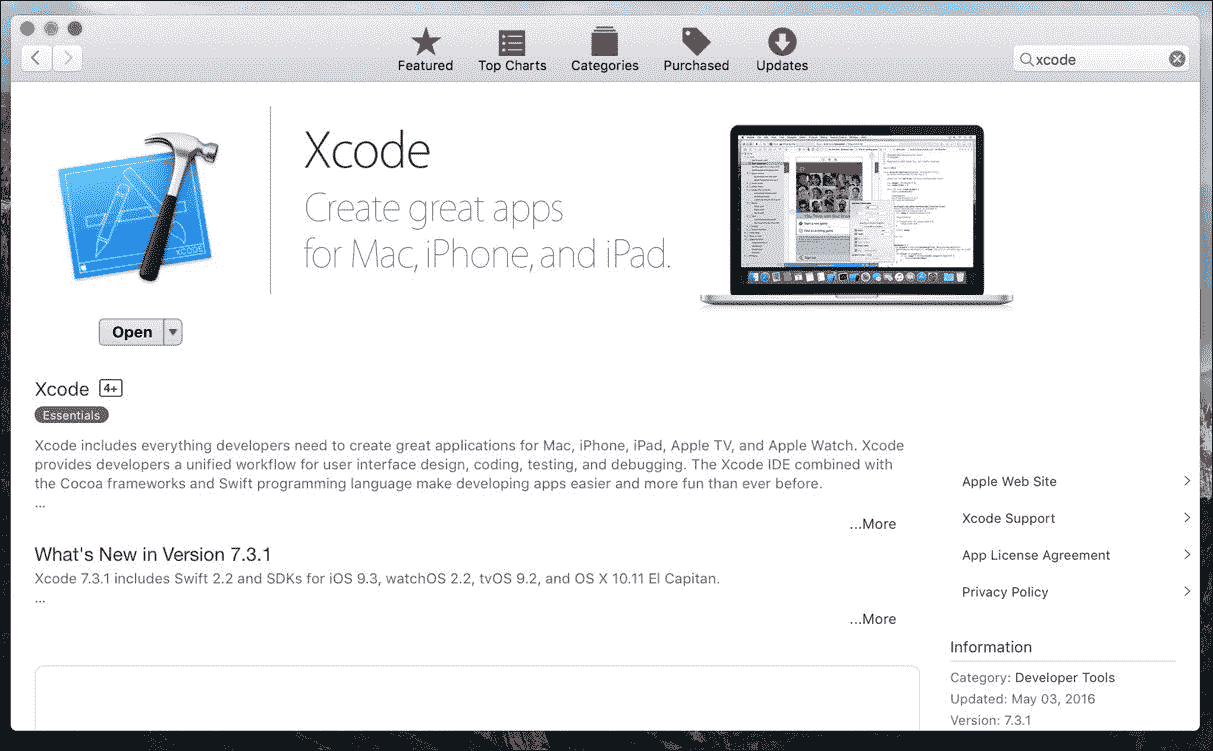 Featured
Top Charts
Categories
Purchased
Updates
xcode
Xcode
Create great apps
for Mac, iPhone, and iPad.
XCODE
Open
Xcode 4+
Essentials
Xcode includes everything developers need to create great applications for Mac, iPhone, iPad, Apple TV, and Apple Watch. Xcode
provides developers a unified workflow for user interface design, coding, testing, and debugging. The Xcode IDE combined with
the Cocoa frameworks and Swift programming language make developing apps easier and more fun than ever before.
...
...More
What's New in Version 7.3.1
Xcode 7.3.1 includes Swift 2.2 and SDKs for iOS 9.3, watchOS 2.2, tvOS 9.2, and OS X 10.11 El Capitan.
...
...More
Apple Web Site
Xcode Support
App License Agreement
Privacy Policy
Information
Category: Developer Tools
Updated: May 03, 2016
Version: 7.3.1